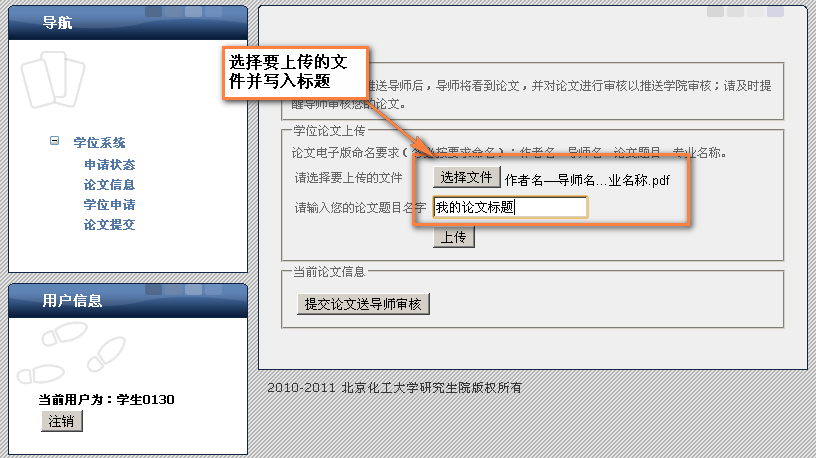 导航
学位系统
申请状态
论文信息
学位申请
论文提交
用户信息
当前用户为：学生0130
注销
选择要上传的文
件并写入标题
推送导师后，导师将看到论文，并对论文进行审核以推送学院审核；请及时提
醒导师审核您的论文。
学位论文上传
论文电子版命名要求（务必按要求命名）：作者名—导师名—论文题目—专业名称。
请选择要上传的文件
选择文件
作者名—导师名...业名称.pdf
请输入您的论文题目名字
我的论文标题
上传
当前论文信息
提交论文送导师审核
2010-2011 北京化工大学研究生院版权所有